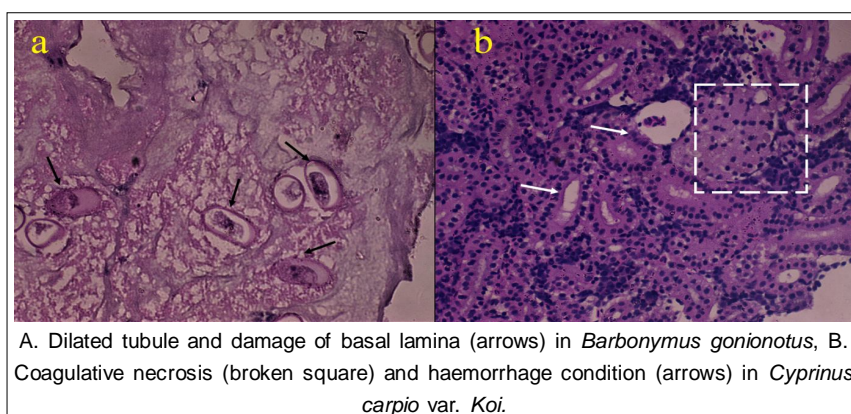 a b
A. Dilated tubule and damage of basal lamina (arrows) in Barbonymus gonionotus, B.
Coagulative necrosis (broken square) and haemorrhage condition (arrows) in Cyprinus
carpio var. Koi.